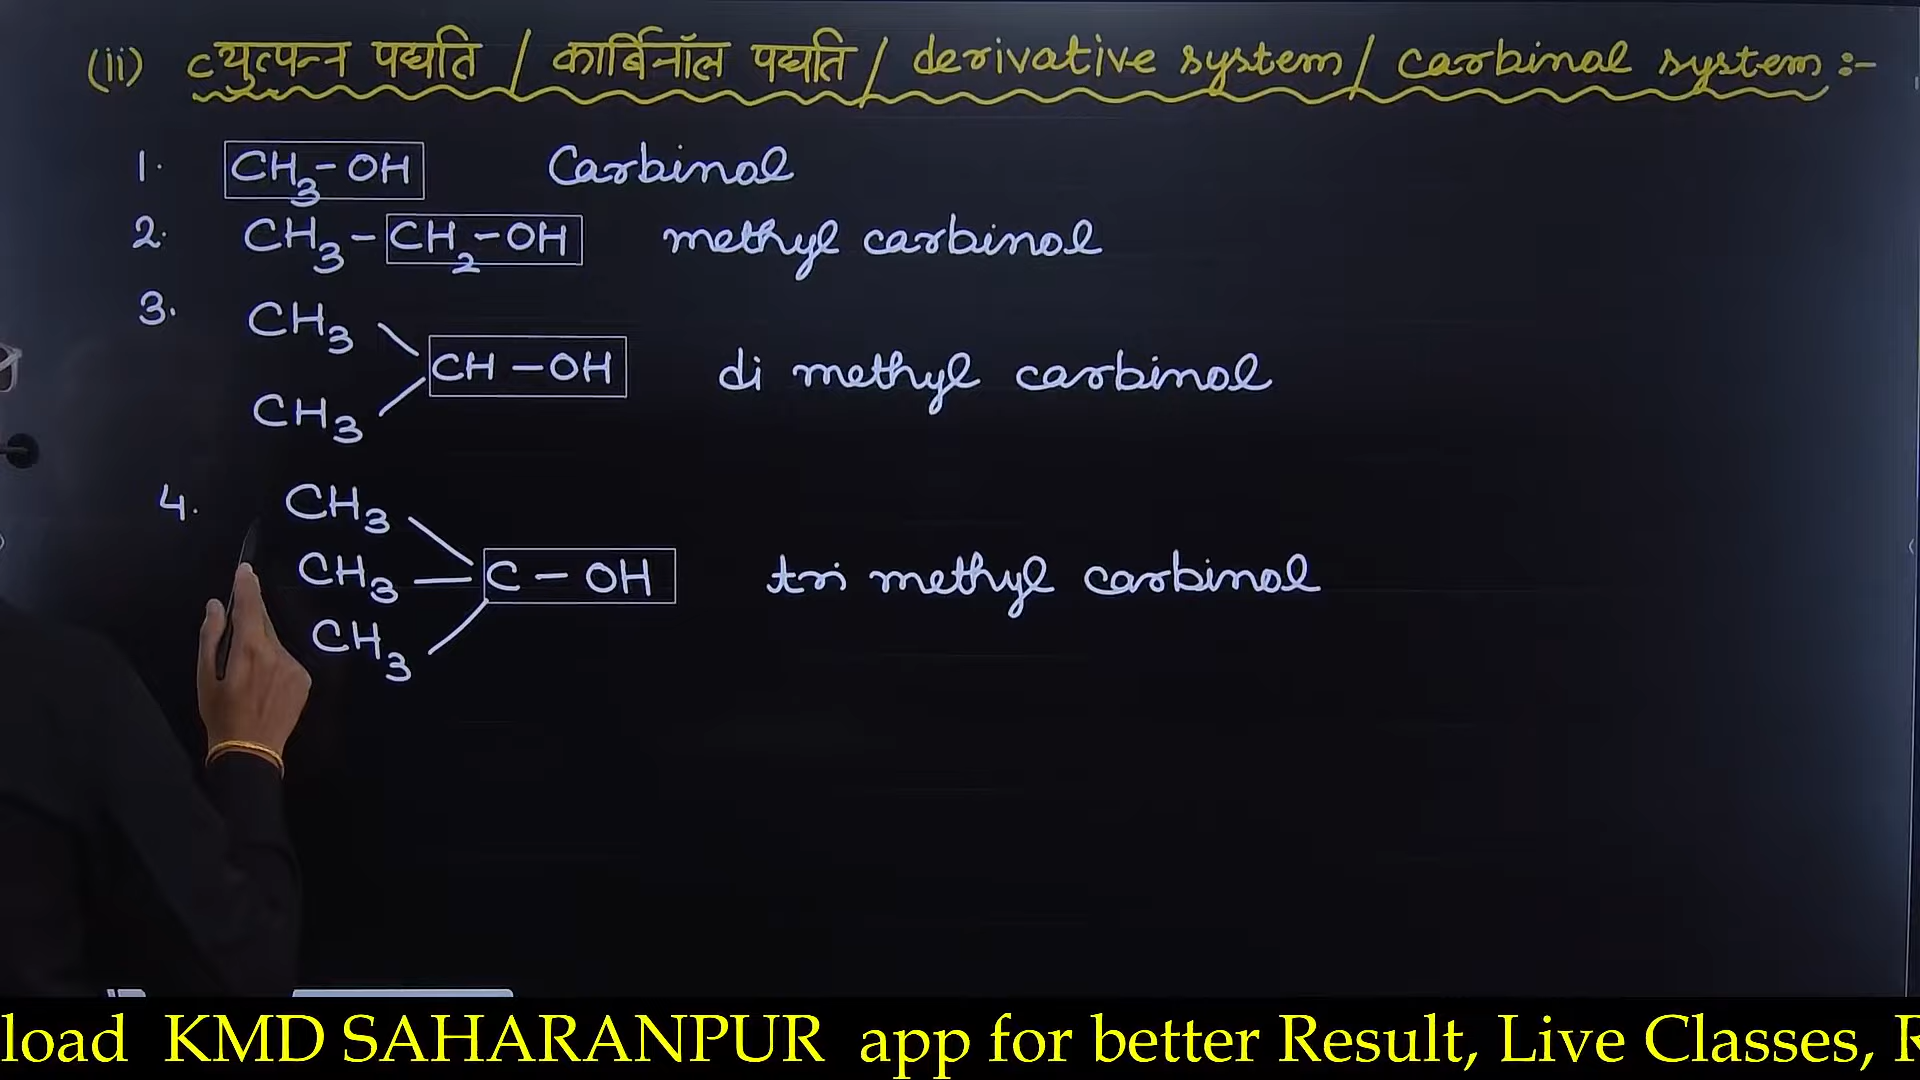 (ii) व्युत्पन्न पद्यति / कार्बिनॉल पद्यति / derivative system / carbinol system :-
1. CH3-OH Carbinol
2. CH3-CH2-OH methyl carbinol
3. CH3
CH-OH di methyl carbinol
CH3
4. CH3
CH3-C-OH tri methyl carbinol
CH3
load KMD SAHARANPUR app for better Result, Live Classes, R